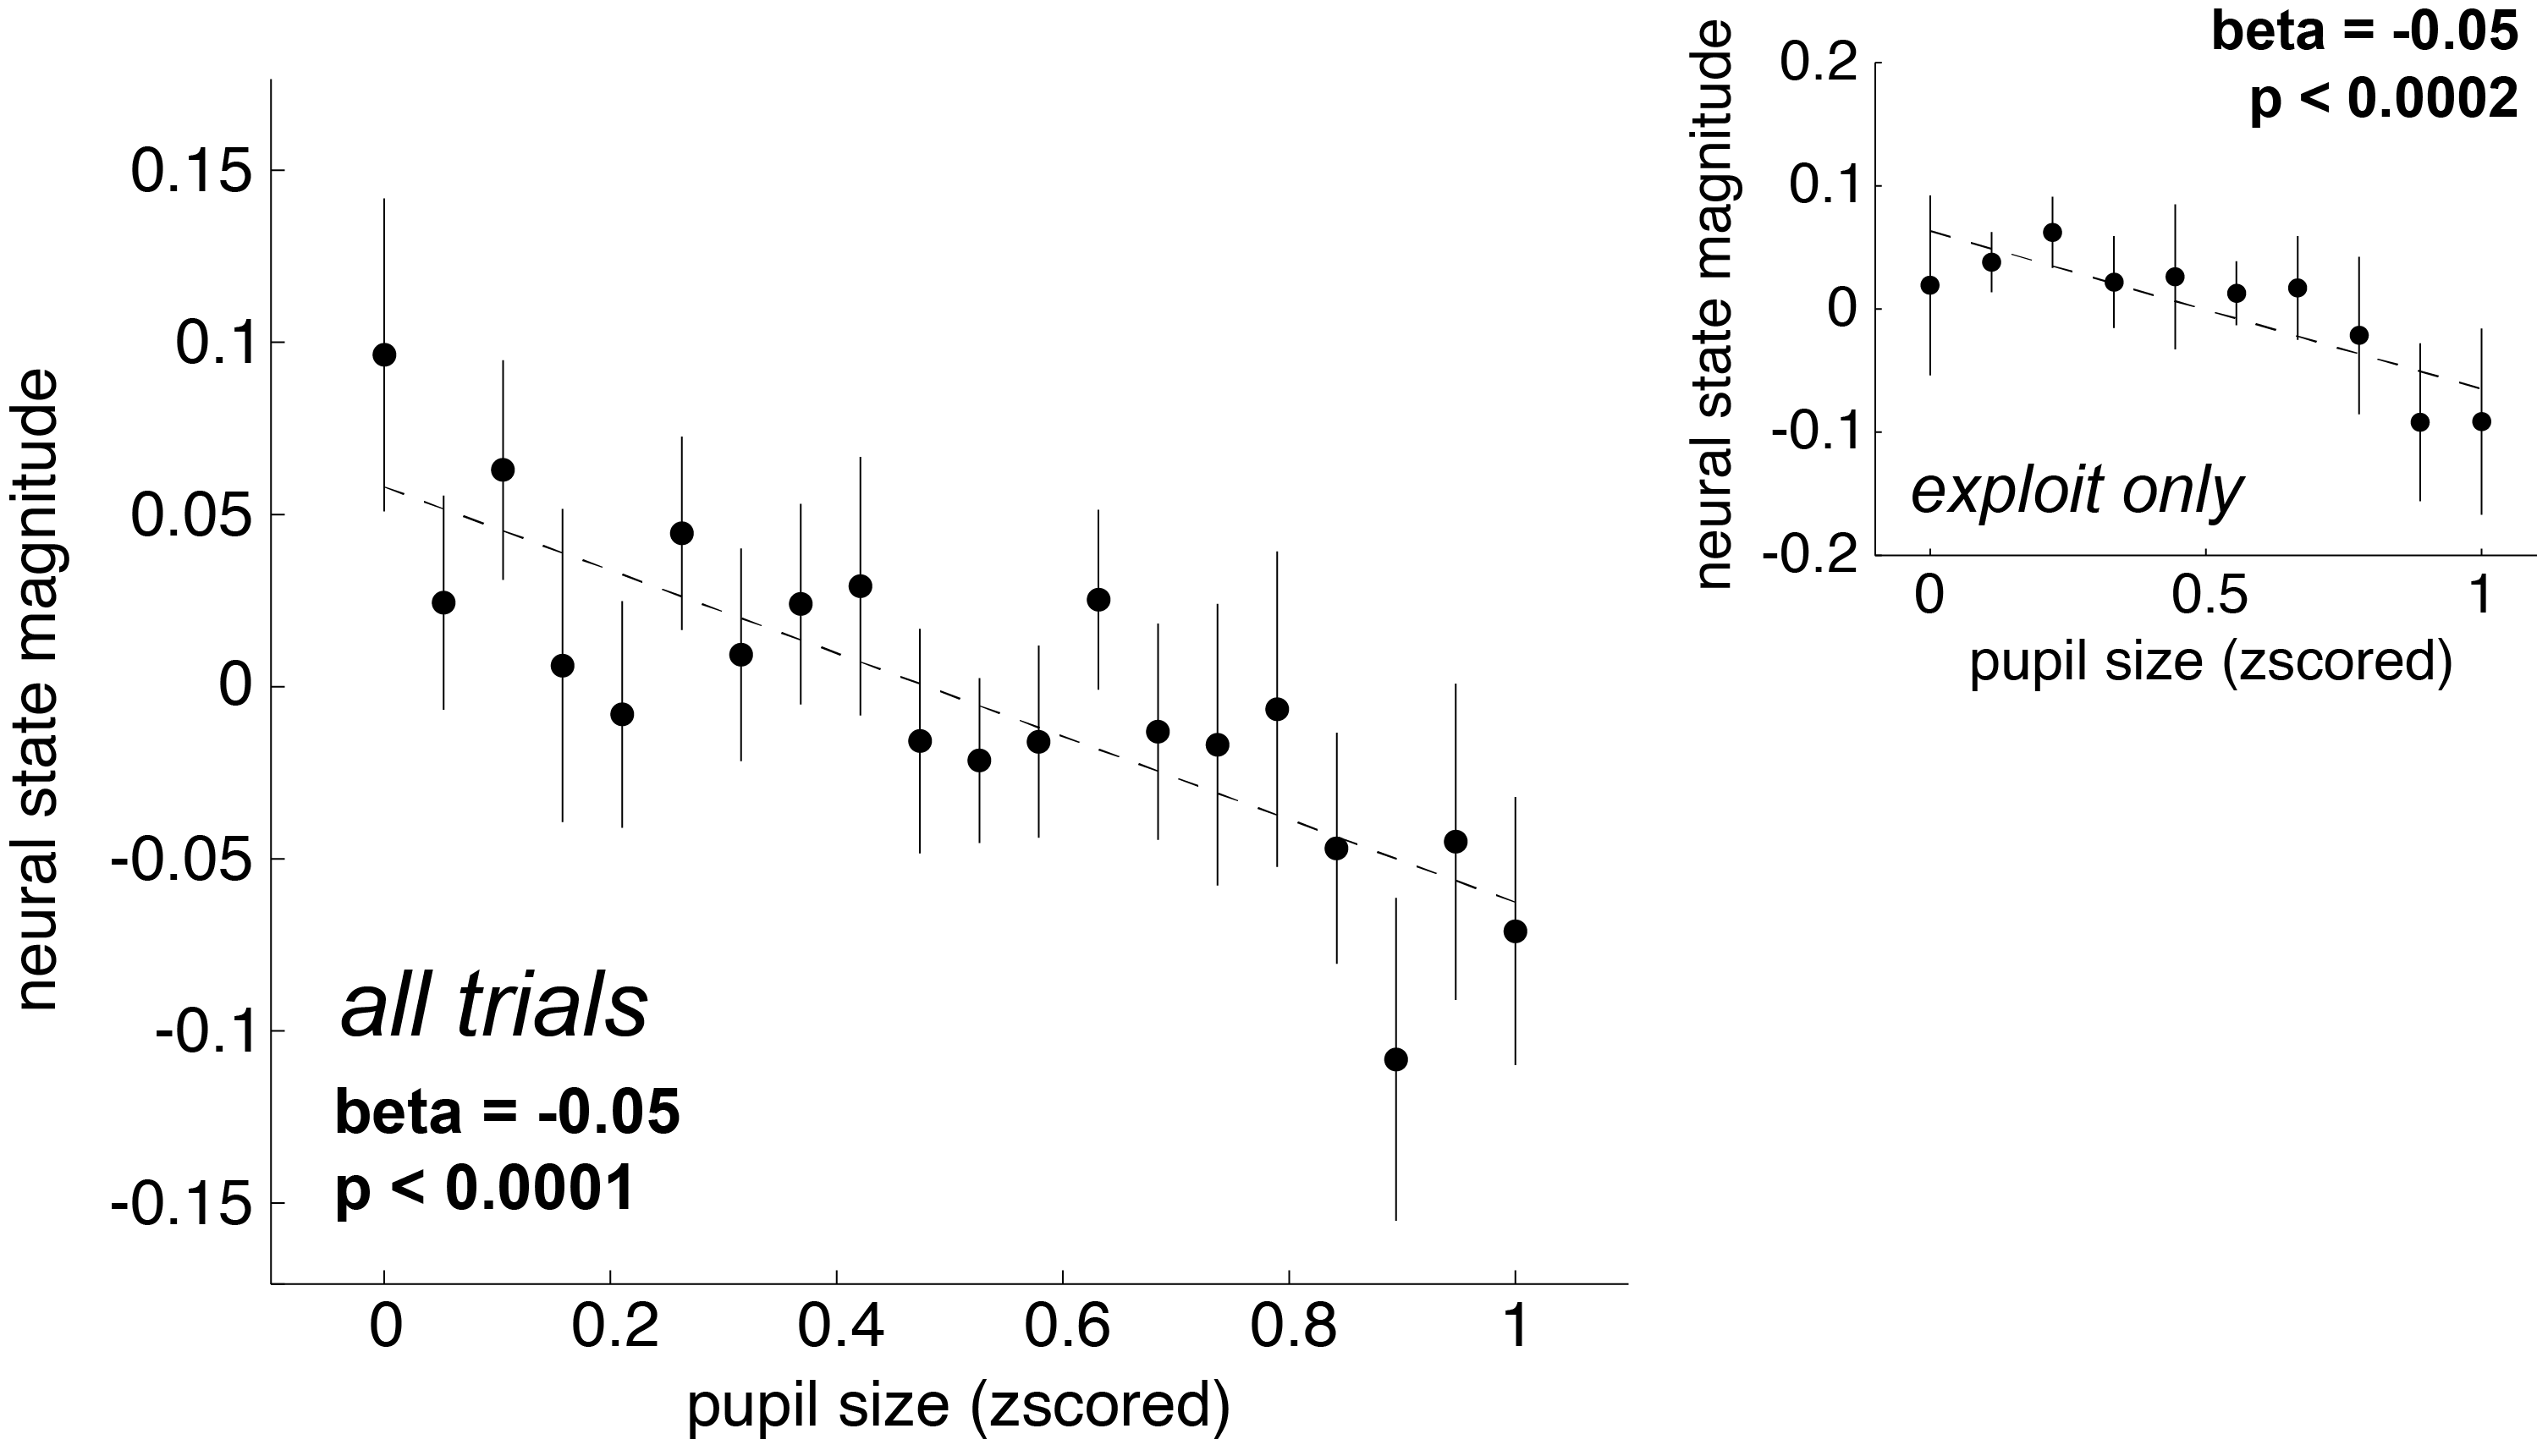 neural state magnitude
0.15
0.1
0.05
0
-0.05
-0.1
-0.15
all trials
beta = -0.05
p < 0.0001
0 0.2 0.4 0.6 0.8 1
pupil size (zscored)
beta = -0.05
p < 0.0002
neural state magnitude
0.2
0.1
0
-0.1
-0.2
exploit only
0 0.5 1
pupil size (zscored)